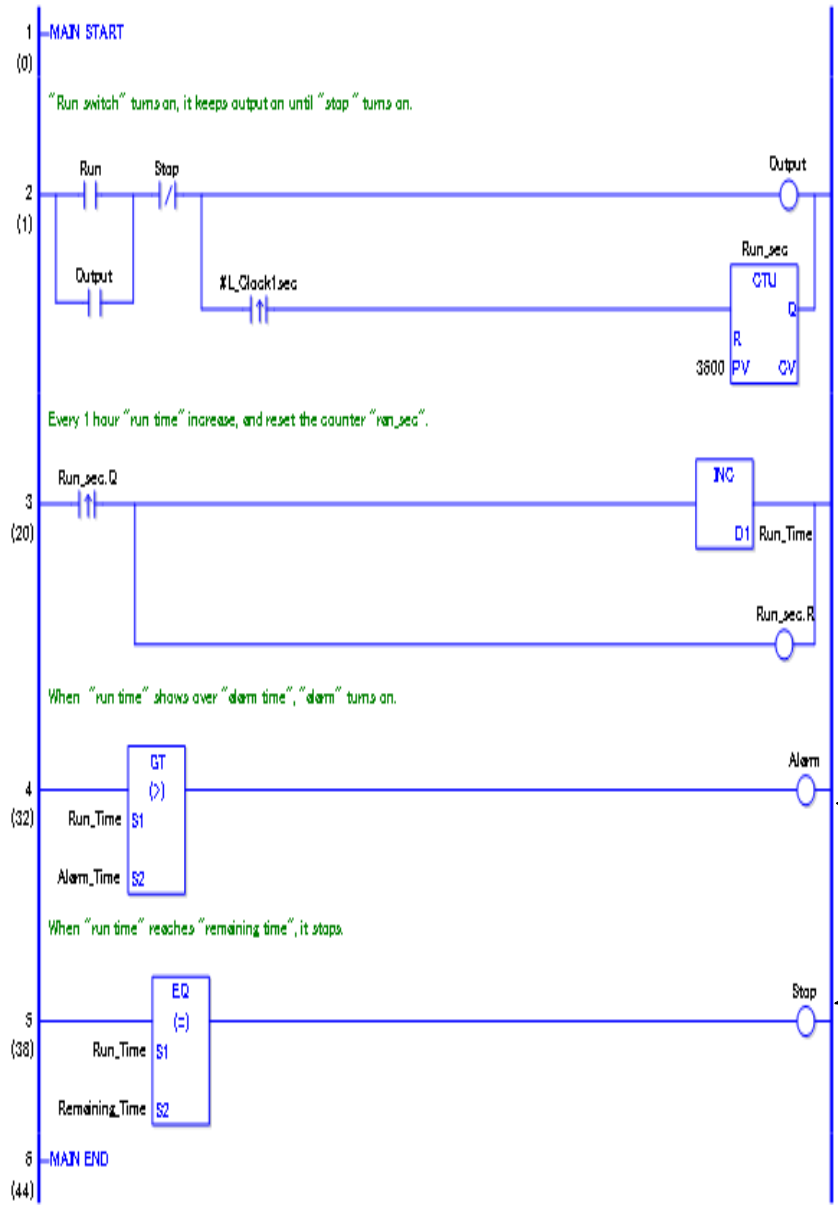 1 MAIN START
(0)
"Run switch" turns on, it keeps output on until "stop" turns on.
Run Stop Output
2
(1)
Output #L_Clock1sec Run_sec
CTU
Q
R
3600 PV CV
Every 1 hour "run time" increase, and reset the counter "ren_sec".
Run_sec.Q INC
3
(20) D1 Run_Time
Run_sec.R
When "run time" shows over "alarm time", "alarm" turns on.
GT Alarm
4 (>)
(32) Run_Time S1
Alarm_Time S2
When "run time" reaches "remaining time", it stops.
EQ Stop
5 (=)
(38) Run_Time S1
Remaining_Time S2
6 MAIN END
(44)